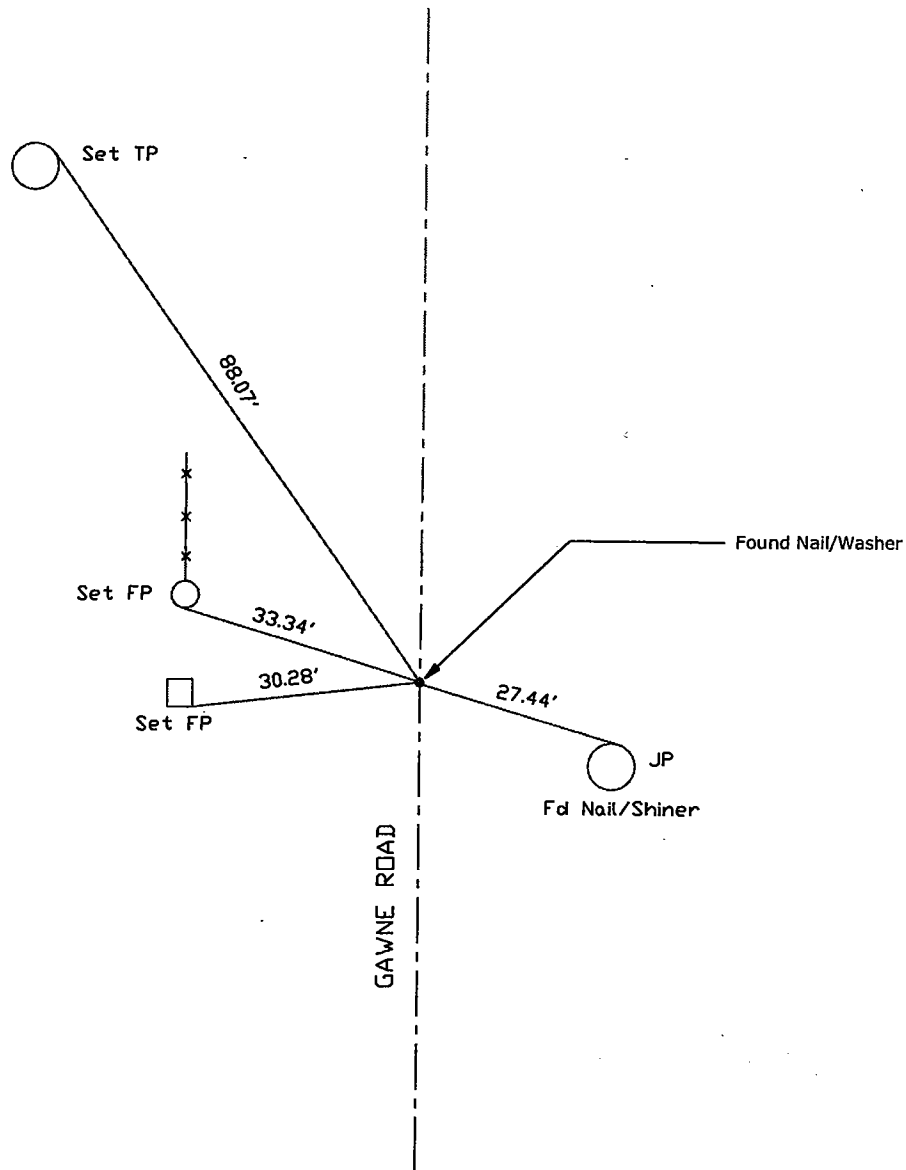 Set TP
88.07'
Found Nail/Washer
Set FP
33.34'
30.28'
27.44'
Set FP
JP
Fd Nail/Shiner
GAWNE ROAD